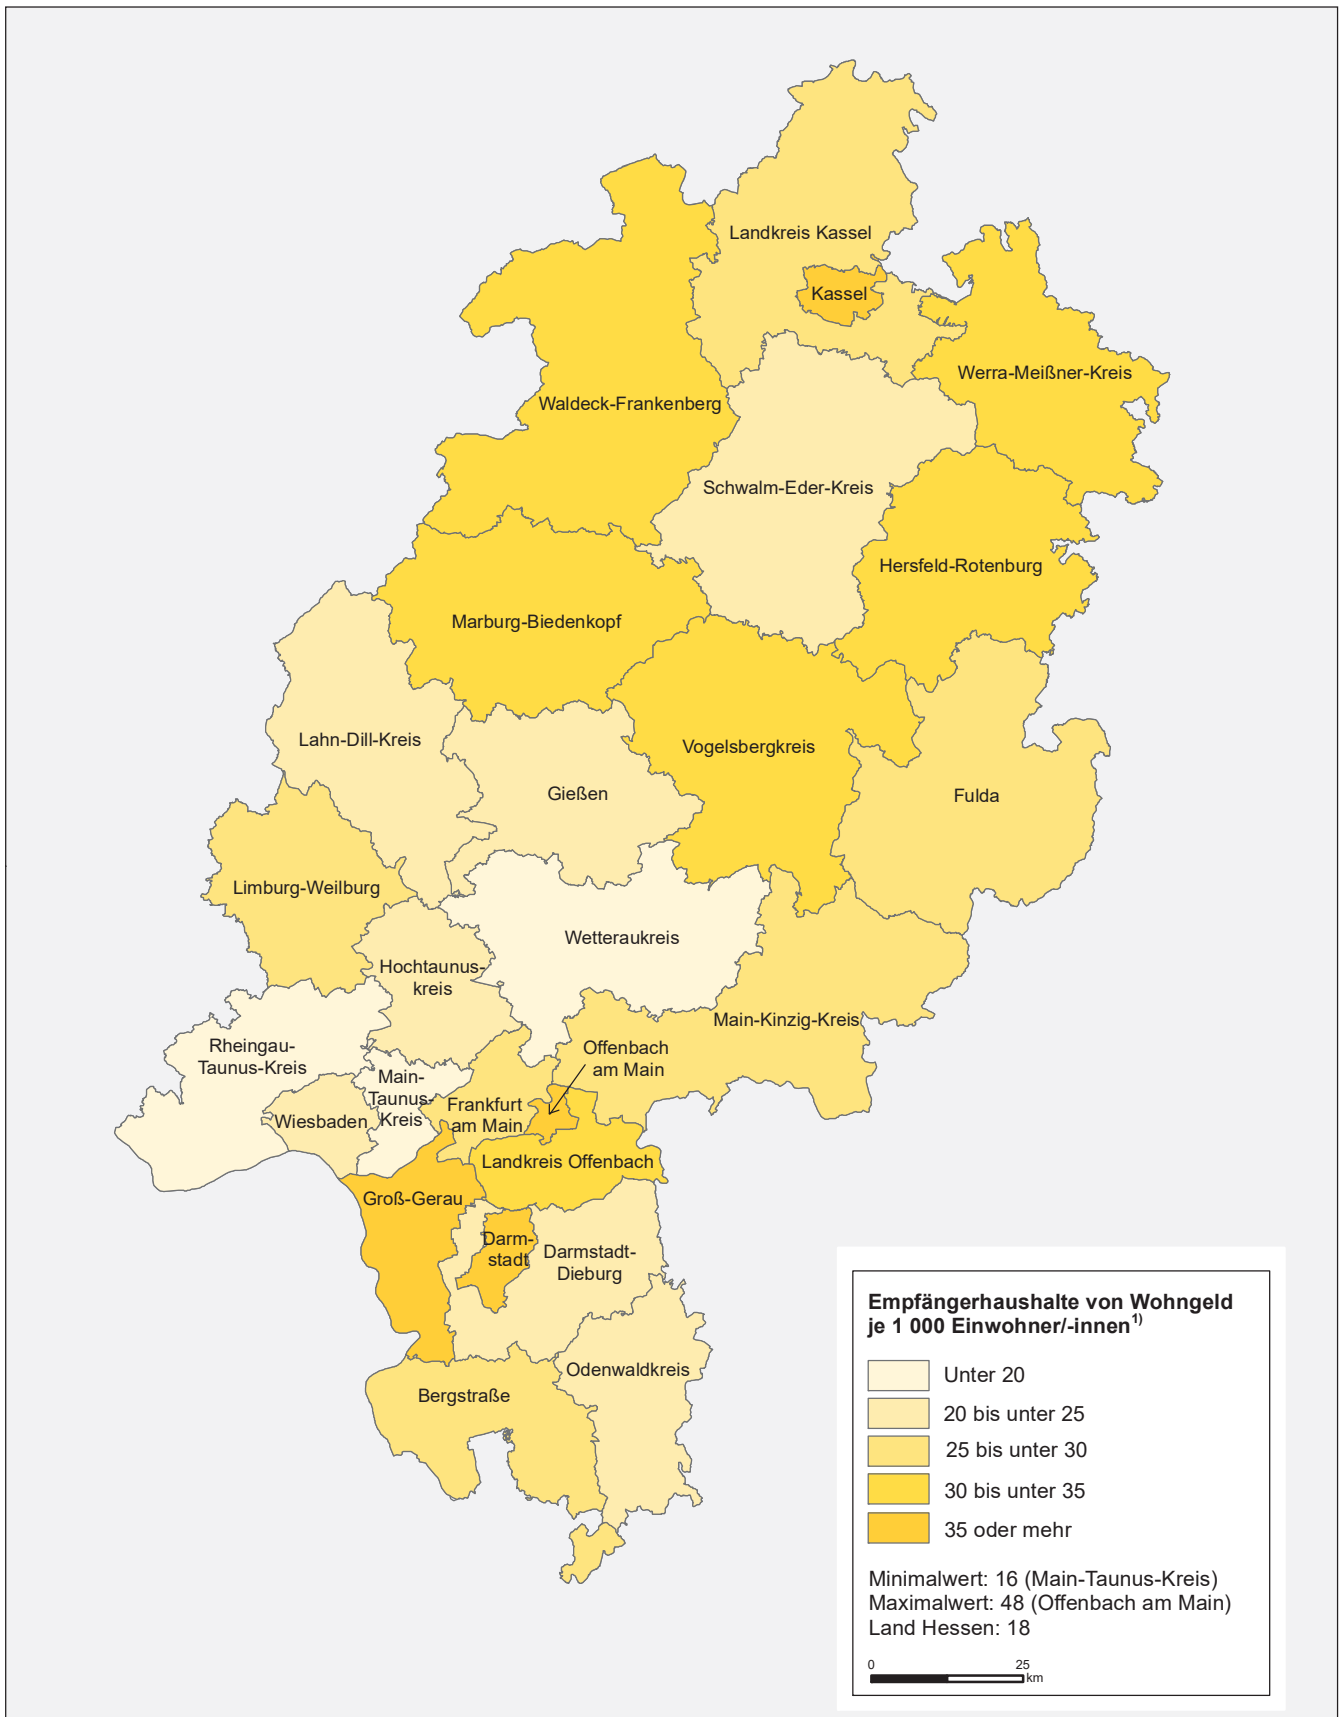 Landkreis Kassel
Kassel
Werra-Meißner-Kreis
Waldeck-Frankenberg
Schwalm-Eder-Kreis
Hersfeld-Rotenburg
Marburg-Biedenkopf
Lahn-Dill-Kreis
Vogelsbergkreis
Gießen
Fulda
Limburg-Weilburg
Wetteraukreis
Hochtaunus-
kreis
Main-Kinzig-Kreis
Rheingau-
Taunus-Kreis
Offenbach
am Main
Main-
Taunus-
Kreis
Frankfurt
am Main
Wiesbaden
Landkreis Offenbach
Groß-Gerau
Darm-
stadt
Darmstadt-
Dieburg
Odenwaldkreis
Bergstraße
Empfängerhaushalte von Wohngeld
je 1 000 Einwohner/-innen1)
Unter 20
20 bis unter 25
25 bis unter 30
30 bis unter 35
35 oder mehr
Minimalwert: 16 (Main-Taunus-Kreis)
Maximalwert: 48 (Offenbach am Main)
Land Hessen: 18
0 25
km